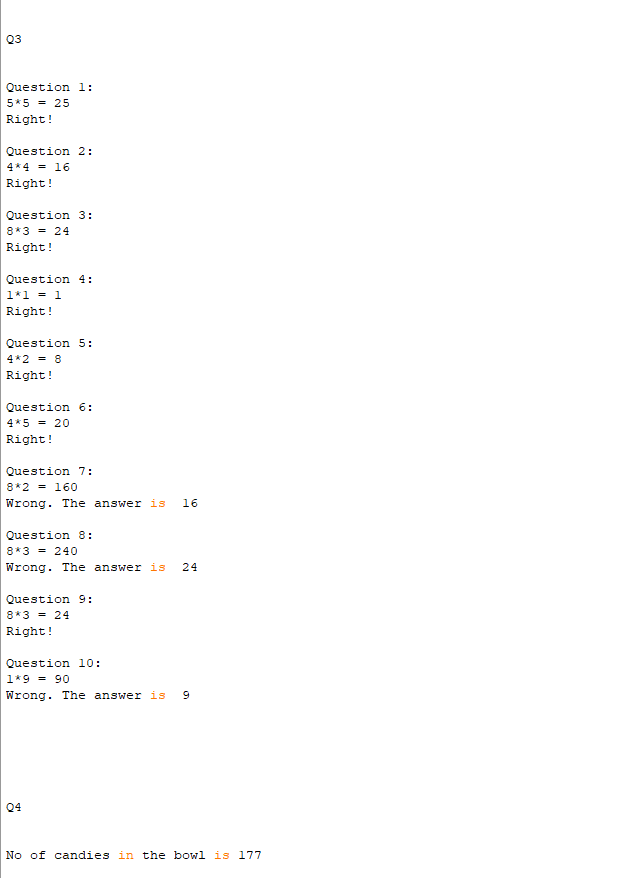 Q3
Question 1:
5*5 = 25
Right!
Question 2:
4*4 = 16
Right!
Question 3:
8*3 = 24
Right!
Question 4:
1*1 = 1
Right!
Question 5:
4*2 = 8
Right!
Question 6:
4*5 = 20
Right!
Question 7:
8*2 = 160
Wrong. The answer is  16
Question 8:
8*3 = 240
Wrong. The answer is  24
Question 9:
8*3 = 24
Right!
Question 10:
1*9 = 90
Wrong. The answer is  9
Q4
No of candies in the bowl is 177